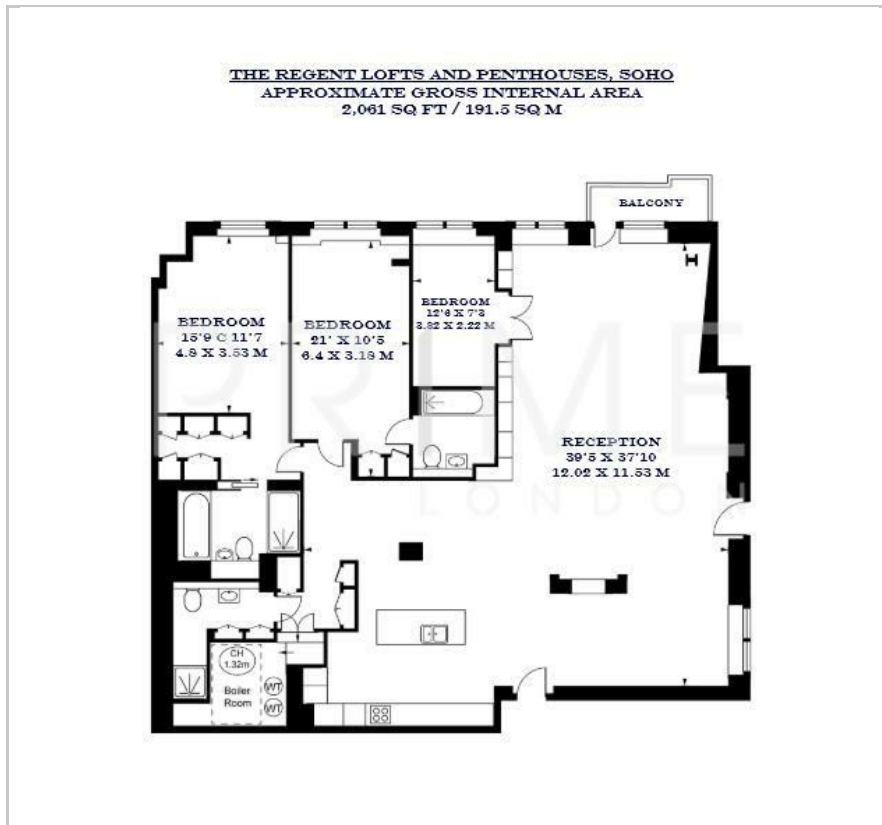 THE REGENT LOFTS AND PENTHOUSES, SOHO
APPROXIMATE GROSS INTERNAL AREA
2,061 SQ FT / 191.5 SQ M
BALCONY
BEDROOM
15'9 C 11'7
4.8 X 3.53 M
BEDROOM
21' X 10'5
6.4 X 3.18 M
BEDROOM
12'6 X 7'3
3.82 X 2.22 M
PRIME
LONDON
RECEPTION
39'5 X 37'10
12.02 X 11.53 M
CH
1.32m
Boiler
Room
WT
WT